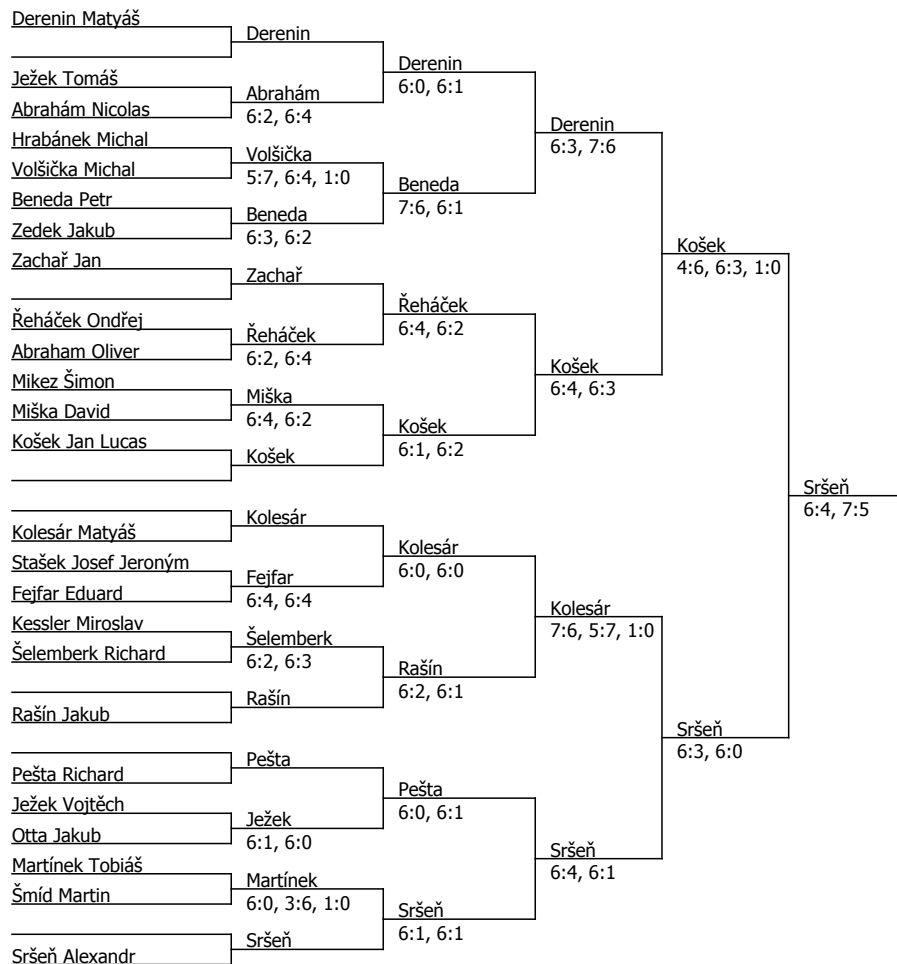 Derenin Matyáš
Ježek Tomáš
Abrahám Nicolas
Hrabánek Michal
Volšička Michal
Beneda Petr
Zedek Jakub
Zachař Jan
Řeháček Ondřej
Abraham Oliver
Mikez Šimon
Miška David
Košek Jan Lucas
Kolesár Matyáš
Stašek Josef Jeroným
Fejfar Eduard
Kessler Miroslav
Šelemberk Richard
Rašín Jakub
Pešta Richard
Ježek Vojtěch
Otta Jakub
Martínek Tobiáš
Šmíd Martin
Sršeň Alexandr
Derenin
Abrahám
6:2, 6:4
Volšička
5:7, 6:4, 1:0
Beneda
6:3, 6:2
Zachař
Řeháček
6:2, 6:4
Miška
6:4, 6:2
Košek
Kolesár
Fejfar
6:4, 6:4
Šelemberk
6:2, 6:3
Rašín
Pešta
Ježek
6:1, 6:0
Martínek
6:0, 3:6, 1:0
Sršeň
Derenin
6:0, 6:1
Beneda
7:6, 6:1
Řeháček
6:4, 6:2
Košek
6:1, 6:2
Kolesár
6:0, 6:0
Rašín
6:2, 6:1
Pešta
6:0, 6:1
Sršeň
6:1, 6:1
Derenin
6:3, 7:6
Košek
6:4, 6:3
Kolesár
7:6, 5:7, 1:0
Sršeň
6:4, 6:1
Košek
4:6, 6:3, 1:0
Sršeň
6:3, 6:0
Sršeň
6:4, 7:5